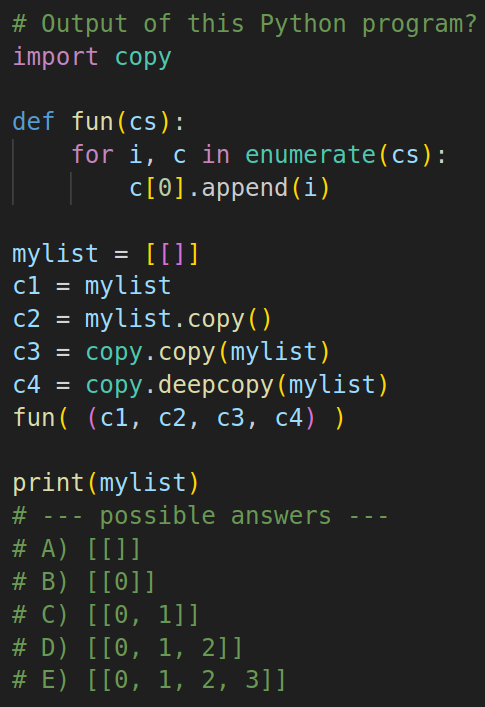 # Output of this Python program?
import copy

def fun(cs):
    for i, c in enumerate(cs):
        c[0].append(i)

mylist = [[]]
c1 = mylist
c2 = mylist.copy()
c3 = copy.copy(mylist)
c4 = copy.deepcopy(mylist)
fun( (c1, c2, c3, c4) )

print(mylist)
# --- possible answers ---
# A) [[]]
# B) [[0]]
# C) [[0, 1]]
# D) [[0, 1, 2]]
# E) [[0, 1, 2, 3]]